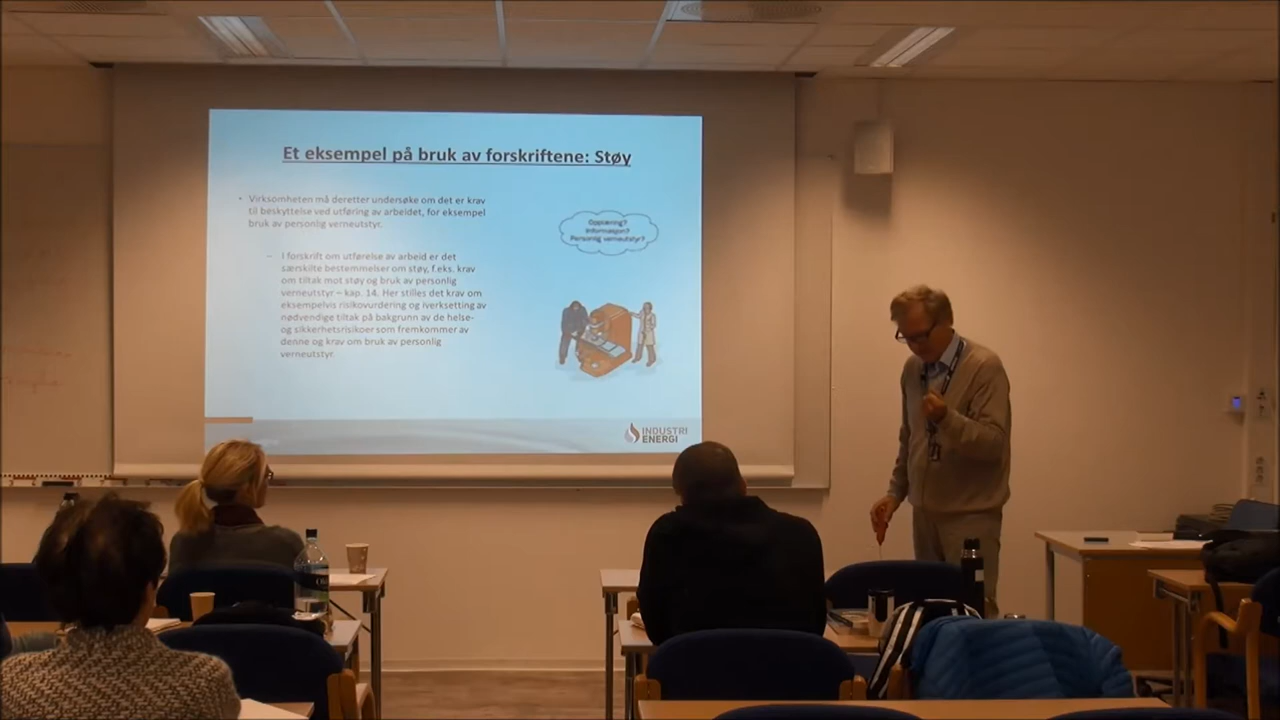 Et eksempel på bruk av forskriftene: Støy
• Virksomheten må deretter undersøke om det er krav
til beskyttelse ved utføring av arbeidet, for eksempel
bruk av personlig verneutstyr.
– I forskrift om utførelse av arbeid er det
særskilte bestemmelser om støy, f.eks. krav
om tiltak mot støy og bruk av personlig
verneutstyr – kap. 14. Her stilles det krav om
eksempelvis risikovurdering og iverksetting av
nødvendige tiltak på bakgrunn av de helse-
og sikkerhetsrisikoer som fremkommer av
denne og krav om bruk av personlig
verneutstyr.
Opplæring?
Informasjon?
Personlig verneutstyr?
INDUSTRI
ENERGI